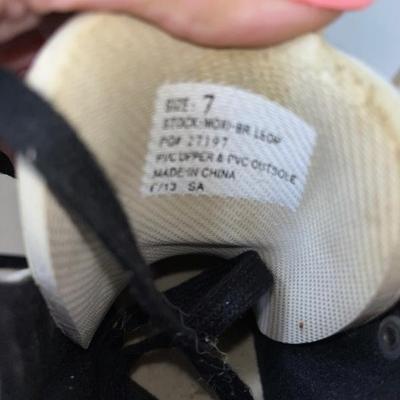 SIZE: 7
STOCK:MOXI-BR LEOP
PO# 27197
PVC UPPER & PVC OUTSOLE
MADE IN CHINA
/13 SA